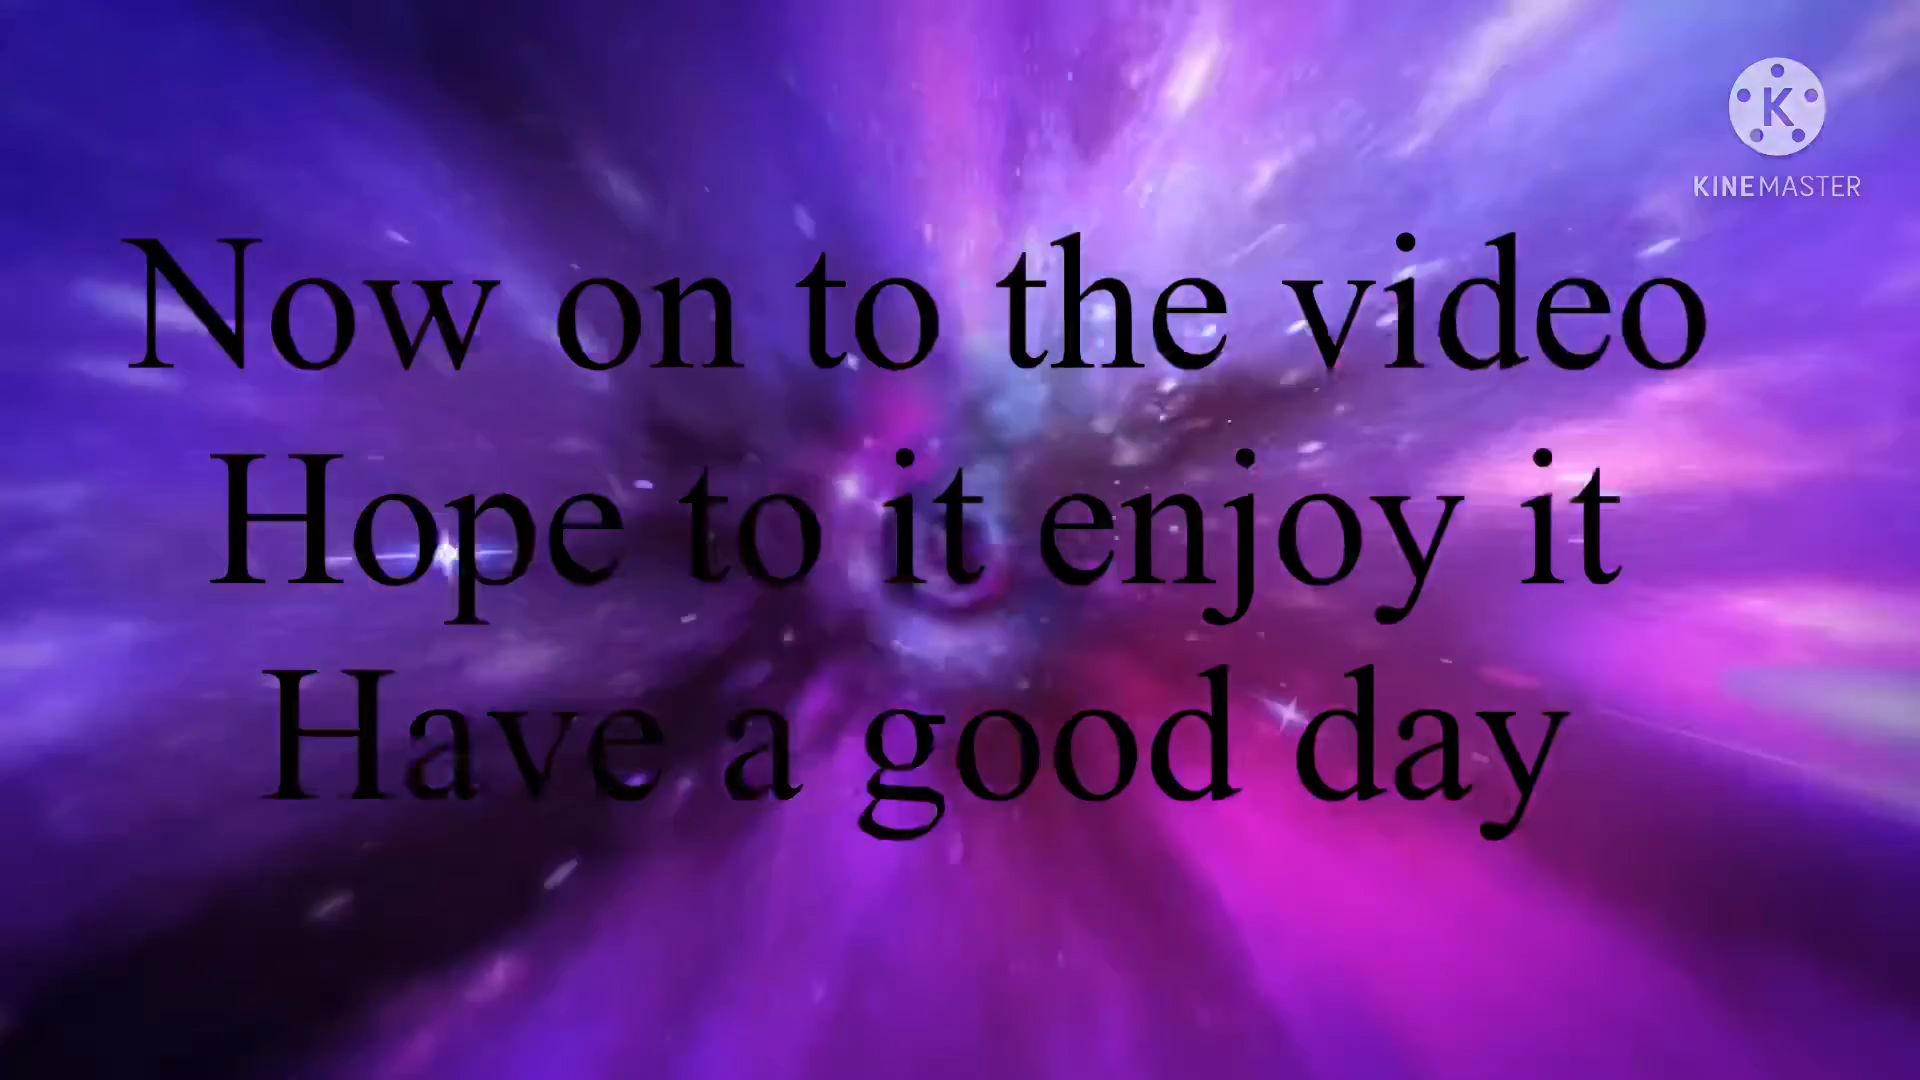 KINEMASTER
Now on to the video
Hope to it enjoy it
Have a good day